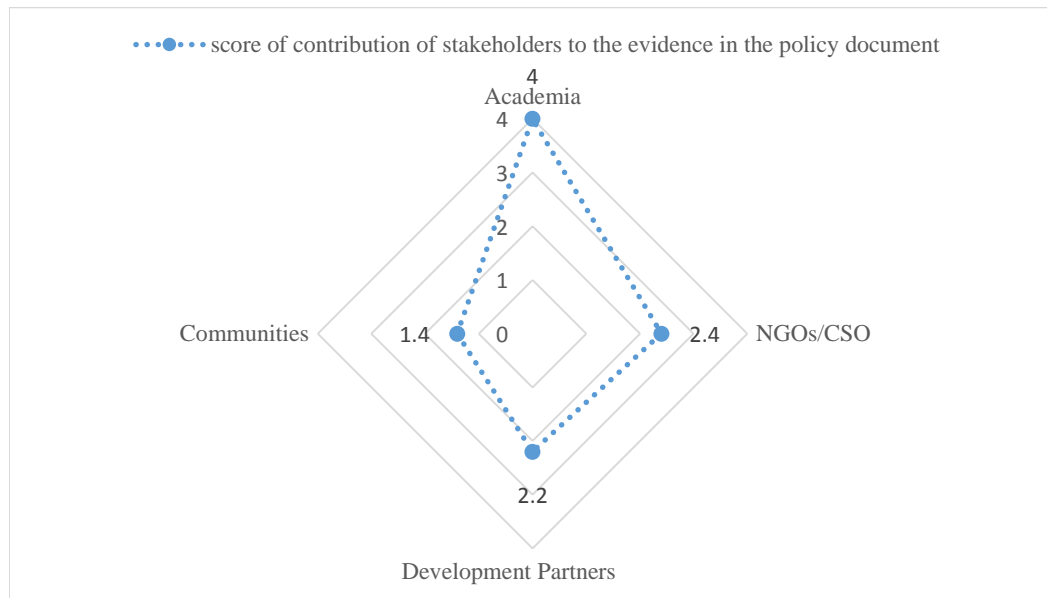 score of contribution of stakeholders to the evidence in the policy document
4
Academia
4
3
2
1
Communities 1.4 0 2.4 NGOs/CSO
2.2
Development Partners